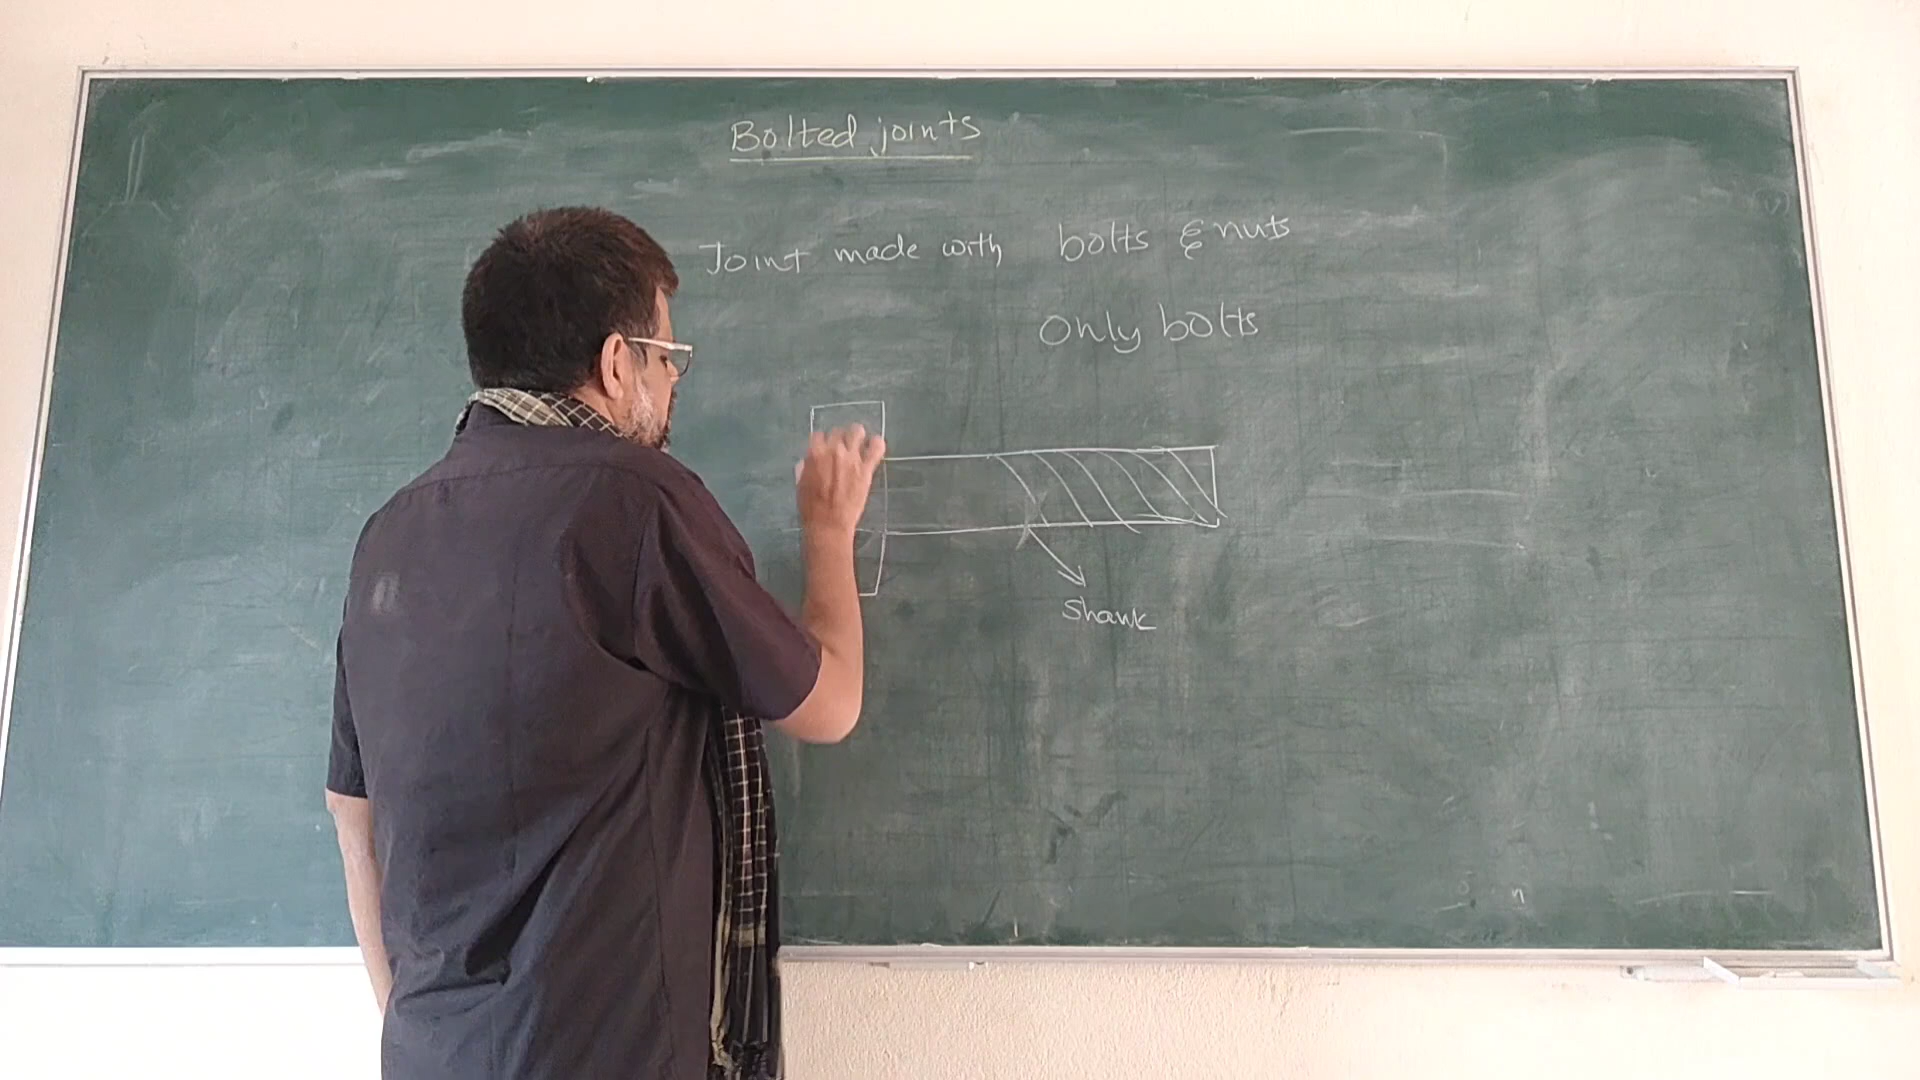 Bolted joints
Joint made with bolts & nuts
Only bolts
Shank